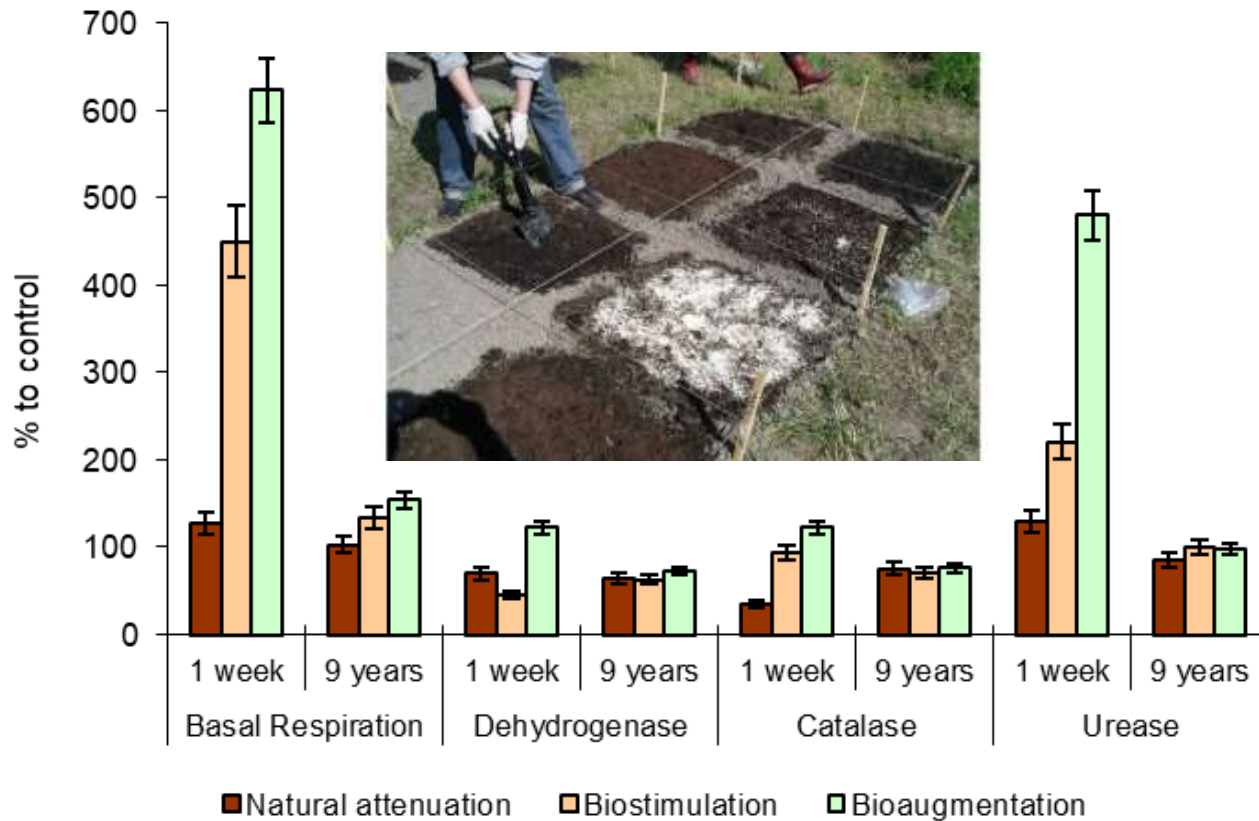 700
600
500
400
300
200
100
0
% to control
1 week 9 years 1 week 9 years 1 week 9 years 1 week 9 years
Basal Respiration Dehydrogenase Catalase Urease
Natural attenuation Biostimulation Bioaugmentation